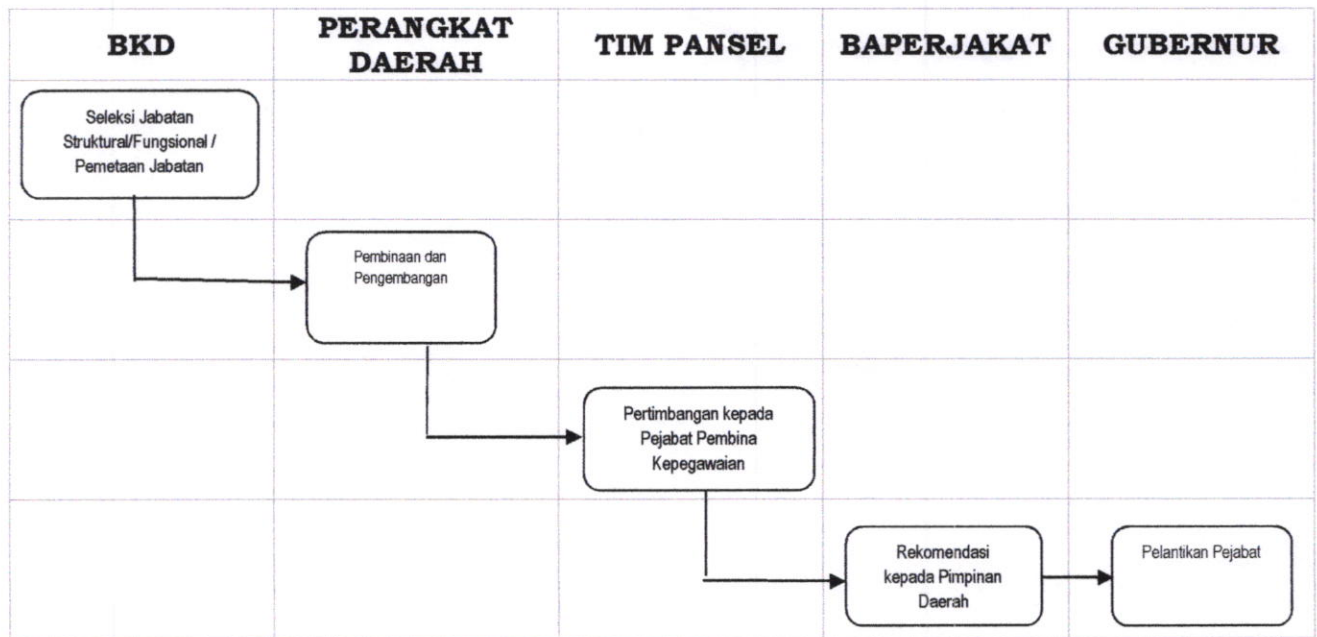 BKD
PERANGKAT
DAERAH
TIM PANSEL
BAPERJAKAT
GUBERNUR
Seleksi Jabatan
Struktural/Fungsional /
Pemetaan Jabatan
Pembinaan dan
Pengembangan
Pertimbangan kepada
Pejabat Pembina
Kepegawaian
Rekomendasi
kepada Pimpinan
Daerah
Pelantikan Pejabat